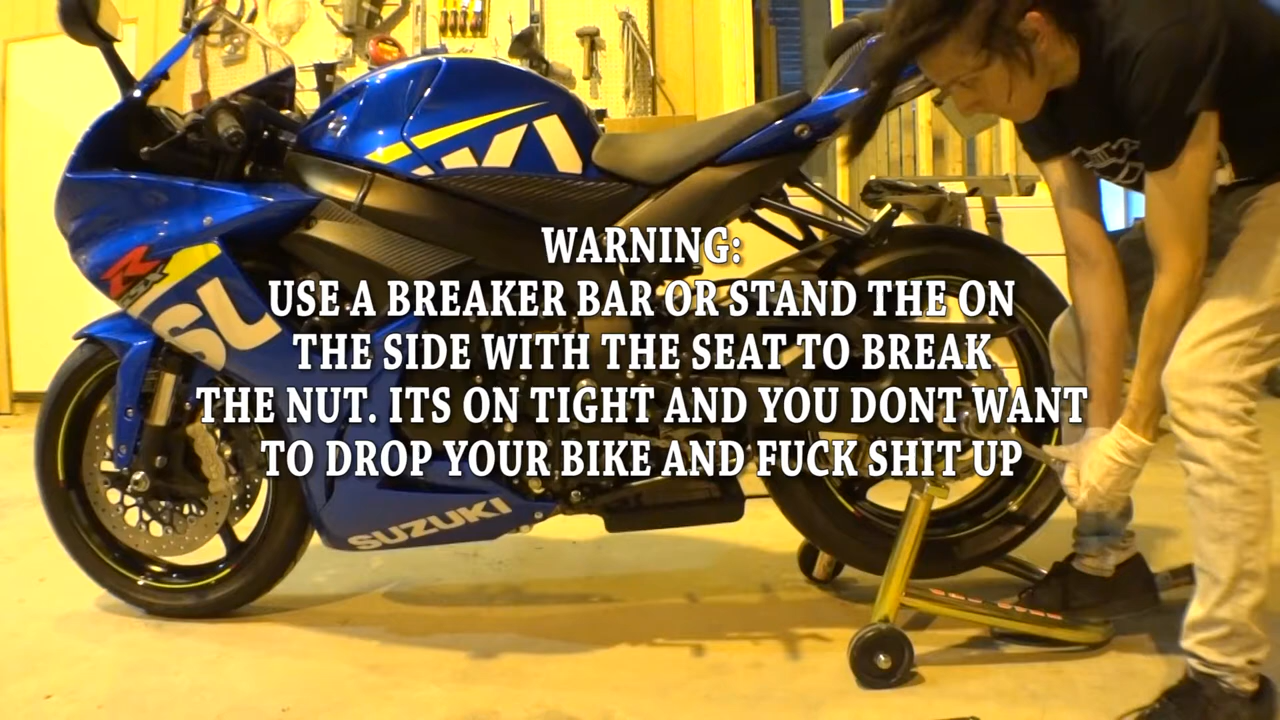 WARNING:
USE A BREAKER BAR OR STAND THE ON
THE SIDE WITH THE SEAT TO BREAK
THE NUT. ITS ON TIGHT AND YOU DONT WANT
TO DROP YOUR BIKE AND FUCK SHIT UP
R
SUZUKI